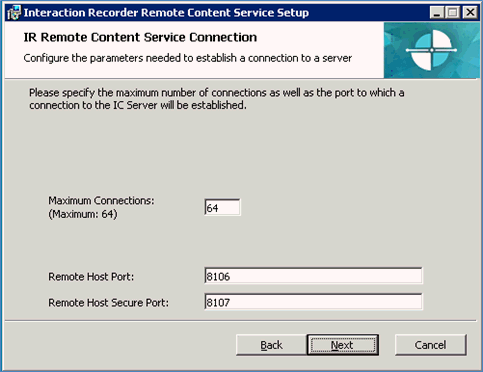 Interaction Recorder Remote Content Service Setup
IR Remote Content Service Connection
Configure the parameters needed to establish a connection to a server
Please specify the maximum number of connections as well as the port to which a
connection to the IC Server will be established.
Maximum Connections:
(Maximum: 64)
64
Remote Host Port:
8106
Remote Host Secure Port:
8107
Back
Next
Cancel